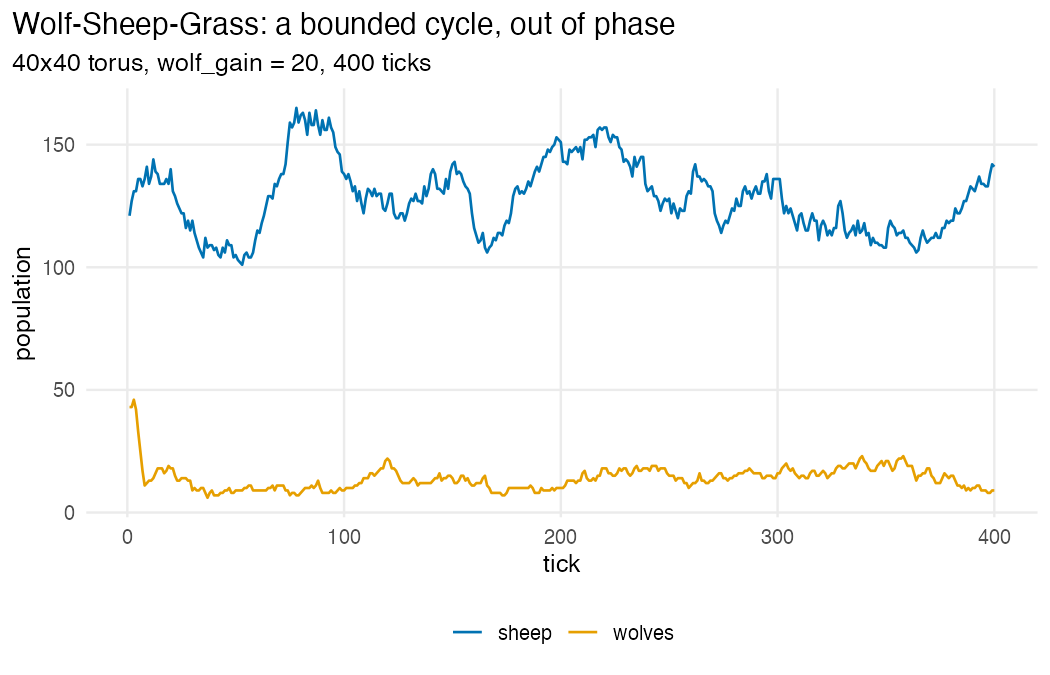 Wolf-Sheep-Grass: a bounded cycle, out of phase
40x40 torus, wolf_gain = 20, 400 ticks
population
150
100
50
0
0 100 200 300 400
tick
sheep wolves